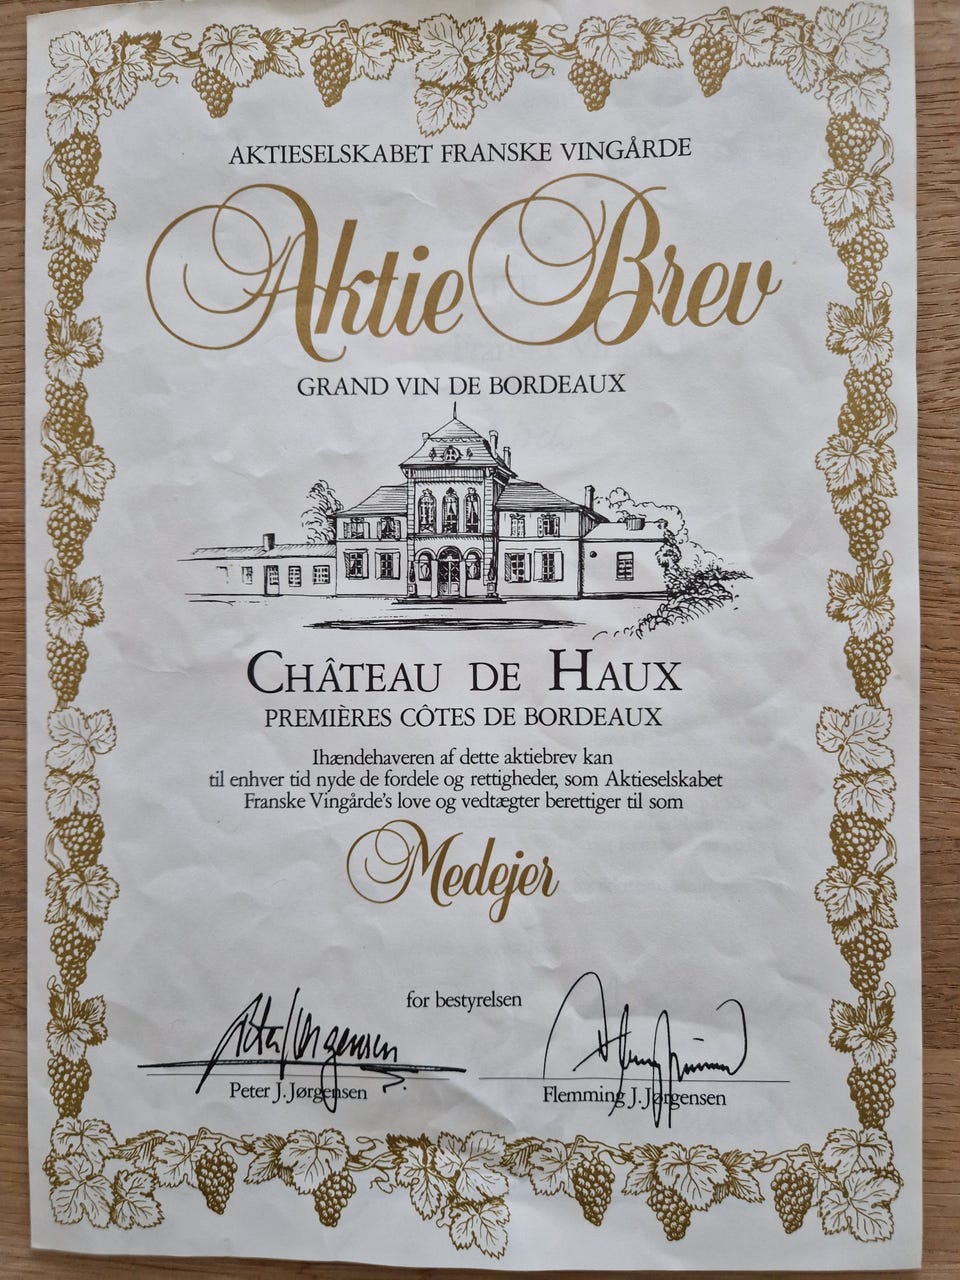 AKTIESELSKABET FRANSKE VINGÅRDE
Aktie Brev
GRAND VIN DE BORDEAUX
CHÂTEAU DE HAUX
PREMIÈRES CÔTES DE BORDEAUX
Ihændehaveren af dette aktiebrev kan
til enhver tid nyde de fordele og rettigheder, som Aktieselskabet
Franske Vingårde's love og vedtægter berettiger til som
Medejer
for bestyrelsen
Peter J. Jørgensen
Peter J. Jørgensen Flemming J. Jørgensen